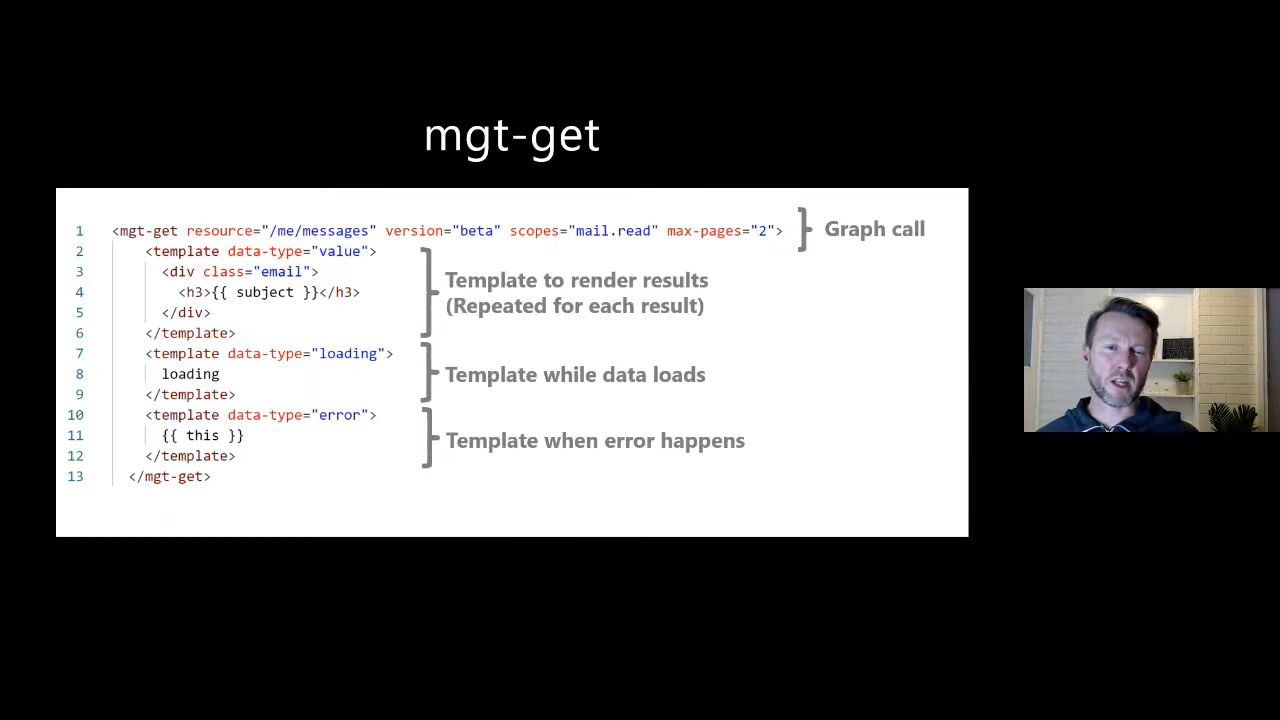 mgt-get
1 <mgt-get resource="/me/messages" version="beta" scopes="mail.read" max-pages="2">
2 <template data-type="value">
3 <div class="email">
4 <h3>{{ subject }}</h3>
5 </div>
6 </template>
7 <template data-type="loading">
8 loading
9 </template>
10 <template data-type="error">
11 {{ this }}
12 </template>
13 </mgt-get>
Graph call
Template to render results
(Repeated for each result)
Template while data loads
Template when error happens